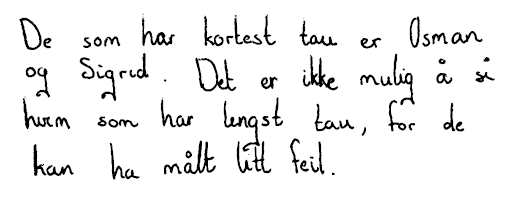 De som har kortest tau er Osman
og Sigrid. Det er ikke mulig å si
hvem som har lengst tau, for de
kan ha målt litt feil.